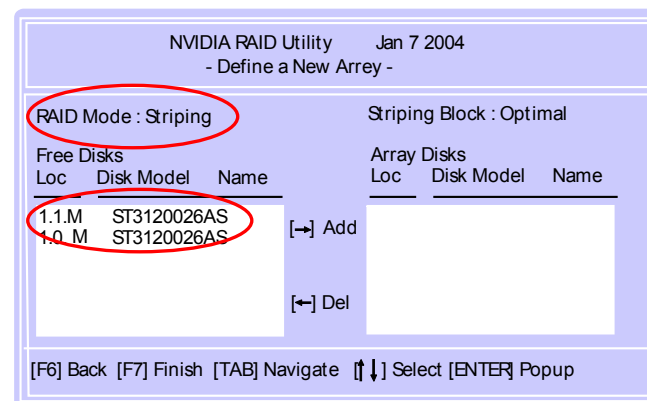 NVIDIA RAID Utility Jan 7 2004
- Define a New Arrey -
RAID Mode : Striping Striping Block : Optimal
Free Disks Array Disks
Loc Disk Model Name Loc Disk Model Name
1.1.M ST3120026AS
1.0 M ST3120026AS
[→] Add
[←] Del
[F6] Back [F7] Finish [TAB] Navigate [↑↓] Select [ENTER] Popup